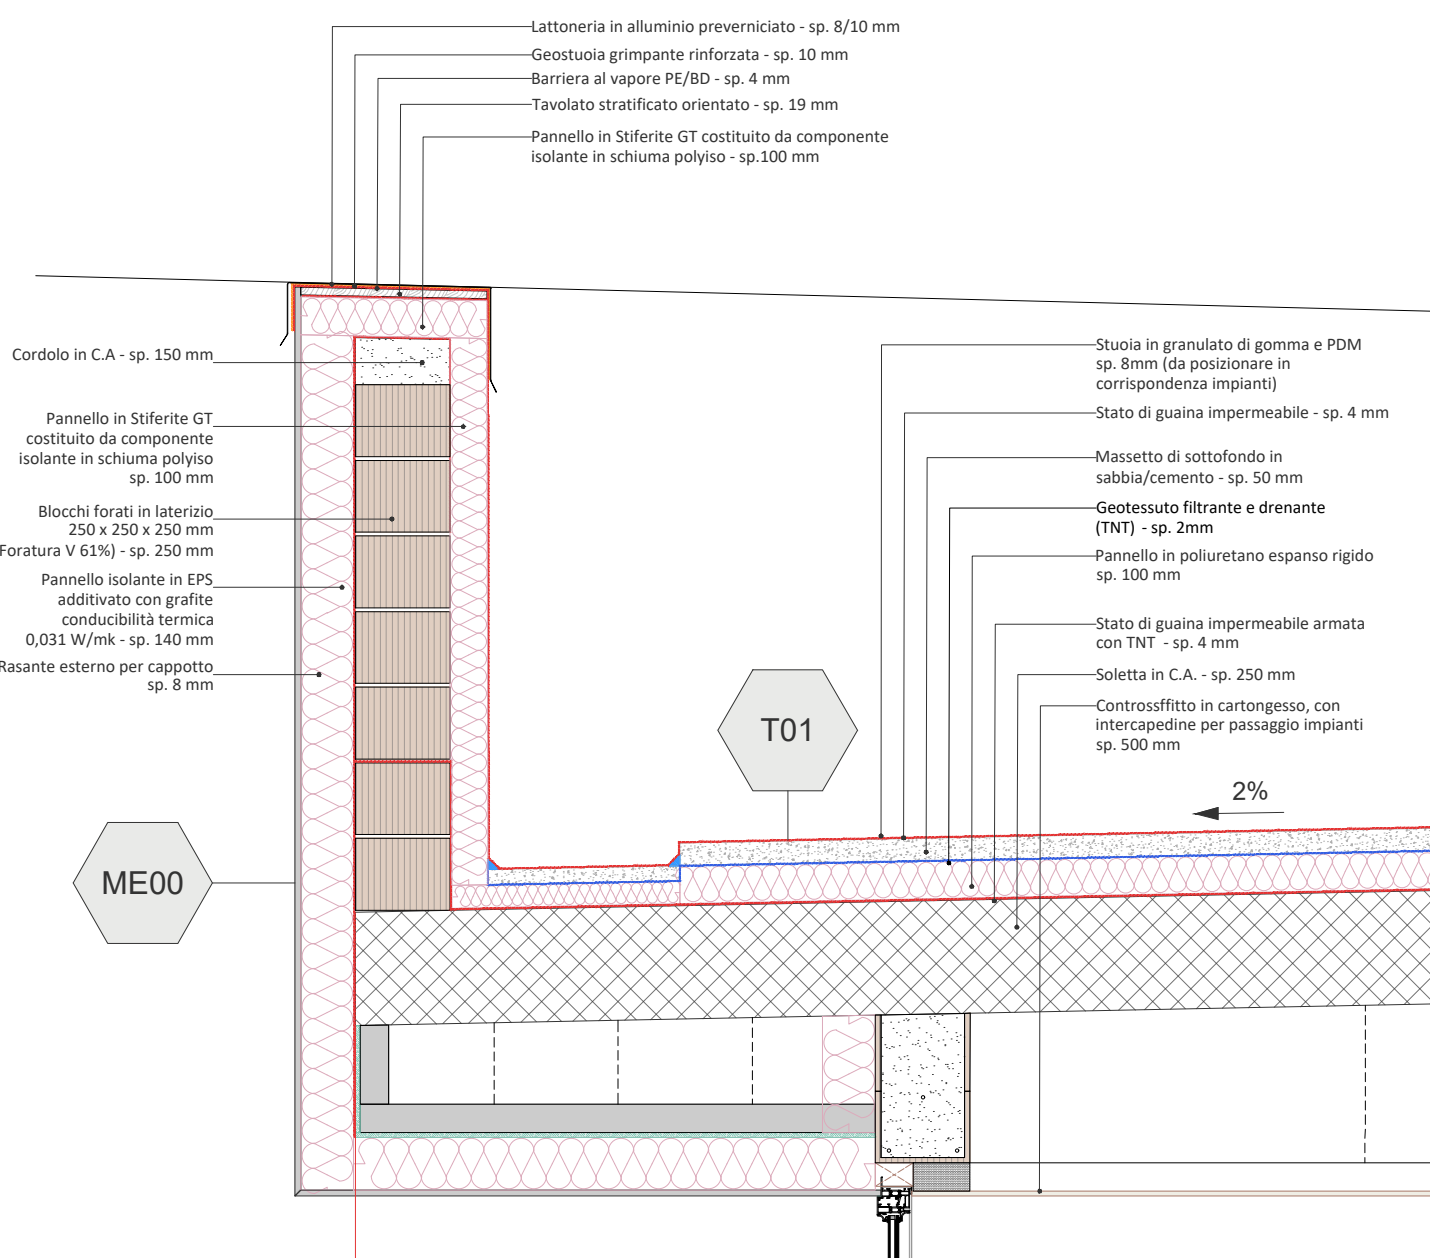 Lattoneria in alluminio preverniciato - sp. 8/10 mm
Geostuoia grimpante rinforzata - sp. 10 mm
Barriera al vapore PE/BD - sp. 4 mm
Tavolato stratificato orientato - sp. 19 mm
Pannello in Stiferite GT costituito da componente
isolante in schiuma polyiso - sp.100 mm
Cordolo in C.A - sp. 150 mm
Pannello in Stiferite GT
costituito da componente
isolante in schiuma polyiso
sp. 100 mm
Blocchi forati in laterizio
250 x 250 x 250 mm
Foratura V 61%) - sp. 250 mm
Pannello isolante in EPS
additivato con grafite
conducibilità termica
0,031 W/mk - sp. 140 mm
Rasante esterno per cappotto
sp. 8 mm
ME00
T01
Stuoia in granulato di gomma e PDM
sp. 8mm (da posizionare in
corrispondenza impianti)
Stato di guaina impermeabile - sp. 4 mm
Massetto di sottofondo in
sabbia/cemento - sp. 50 mm
Geotessuto filtrante e drenante
(TNT) - sp. 2mm
Pannello in poliuretano espanso rigido
sp. 100 mm
Stato di guaina impermeabile armata
con TNT - sp. 4 mm
Soletta in C.A. - sp. 250 mm
Controssffitto in cartongesso, con
intercapedine per passaggio impianti
sp. 500 mm
2%